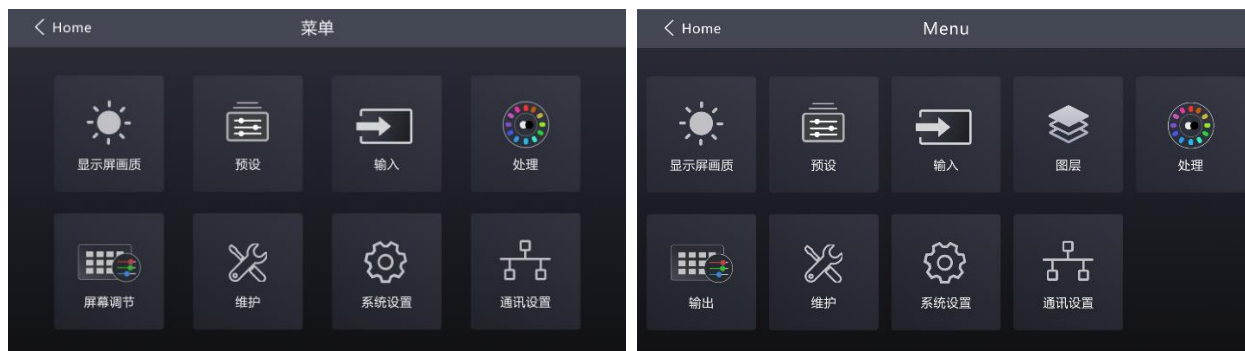 Home 菜单
显示屏画质 预设 输入 处理
屏幕调节 维护 系统设置 通讯设置
Home Menu
显示屏画质 预设 输入 图层 处理
输出 维护 系统设置 通讯设置